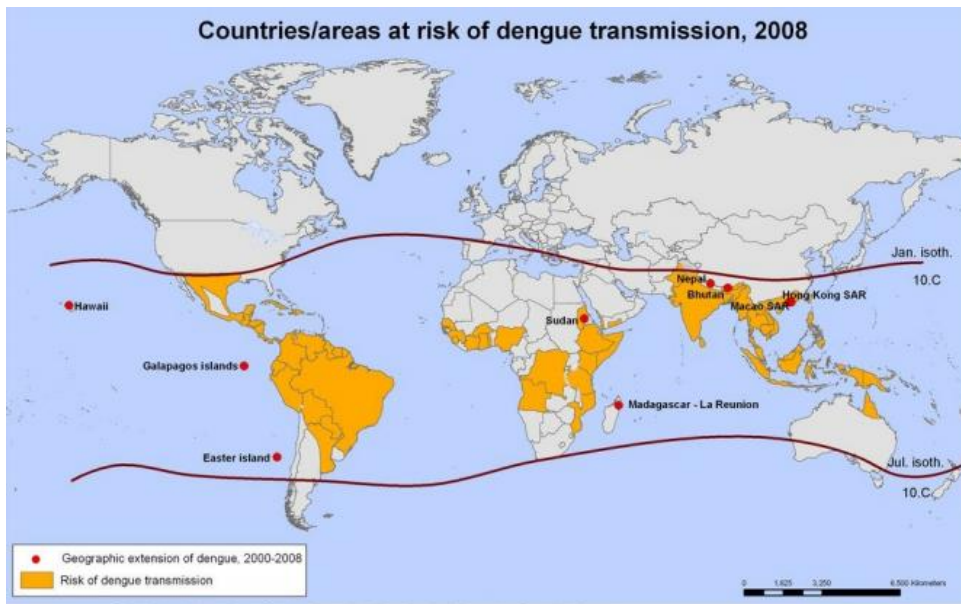 Countries/areas at risk of dengue transmission, 2008
Jan. isoth.
10.C
Nepal
Bhutan
Hong Kong SAR
Macao SAR
Hawaii
Sudan
Galapagos islands
Madagascar - La Reunion
Easter island
Jul. isoth.
10.C
Geographic extension of dengue, 2000-2008
Risk of dengue transmission
0 1,625 3,250 6,500 Kilometers